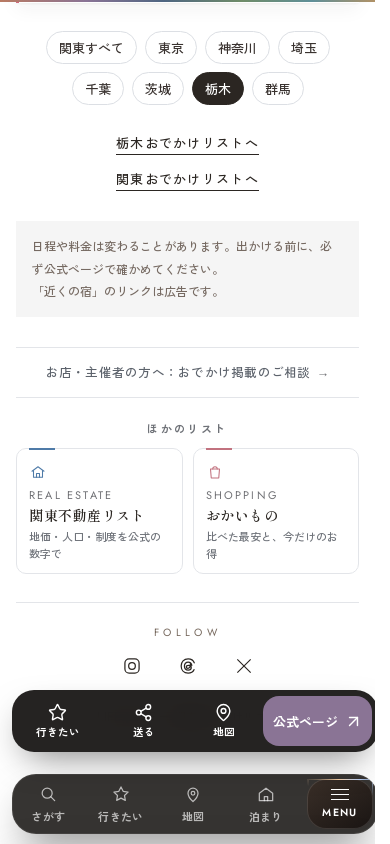 関東すべて 東京 神奈川 埼玉
千葉 茨城 栃木 群馬
栃木おでかけリストへ
関東おでかけリストへ
日程や料金は変わることがあります。出かける前に、必
ず公式ページで確かめてください。
「近くの宿」のリンクは広告です。
お店・主催者の方へ：おでかけ掲載のご相談 →
ほかのリスト
REAL ESTATE
関東不動産リスト
地価・人口・制度を公式の
数字で
SHOPPING
おかいもの
比べた最安と、今だけのお
得
FOLLOW
行きたい 送る 地図 公式ページ
さがす 行きたい 地図 泊まり MENU